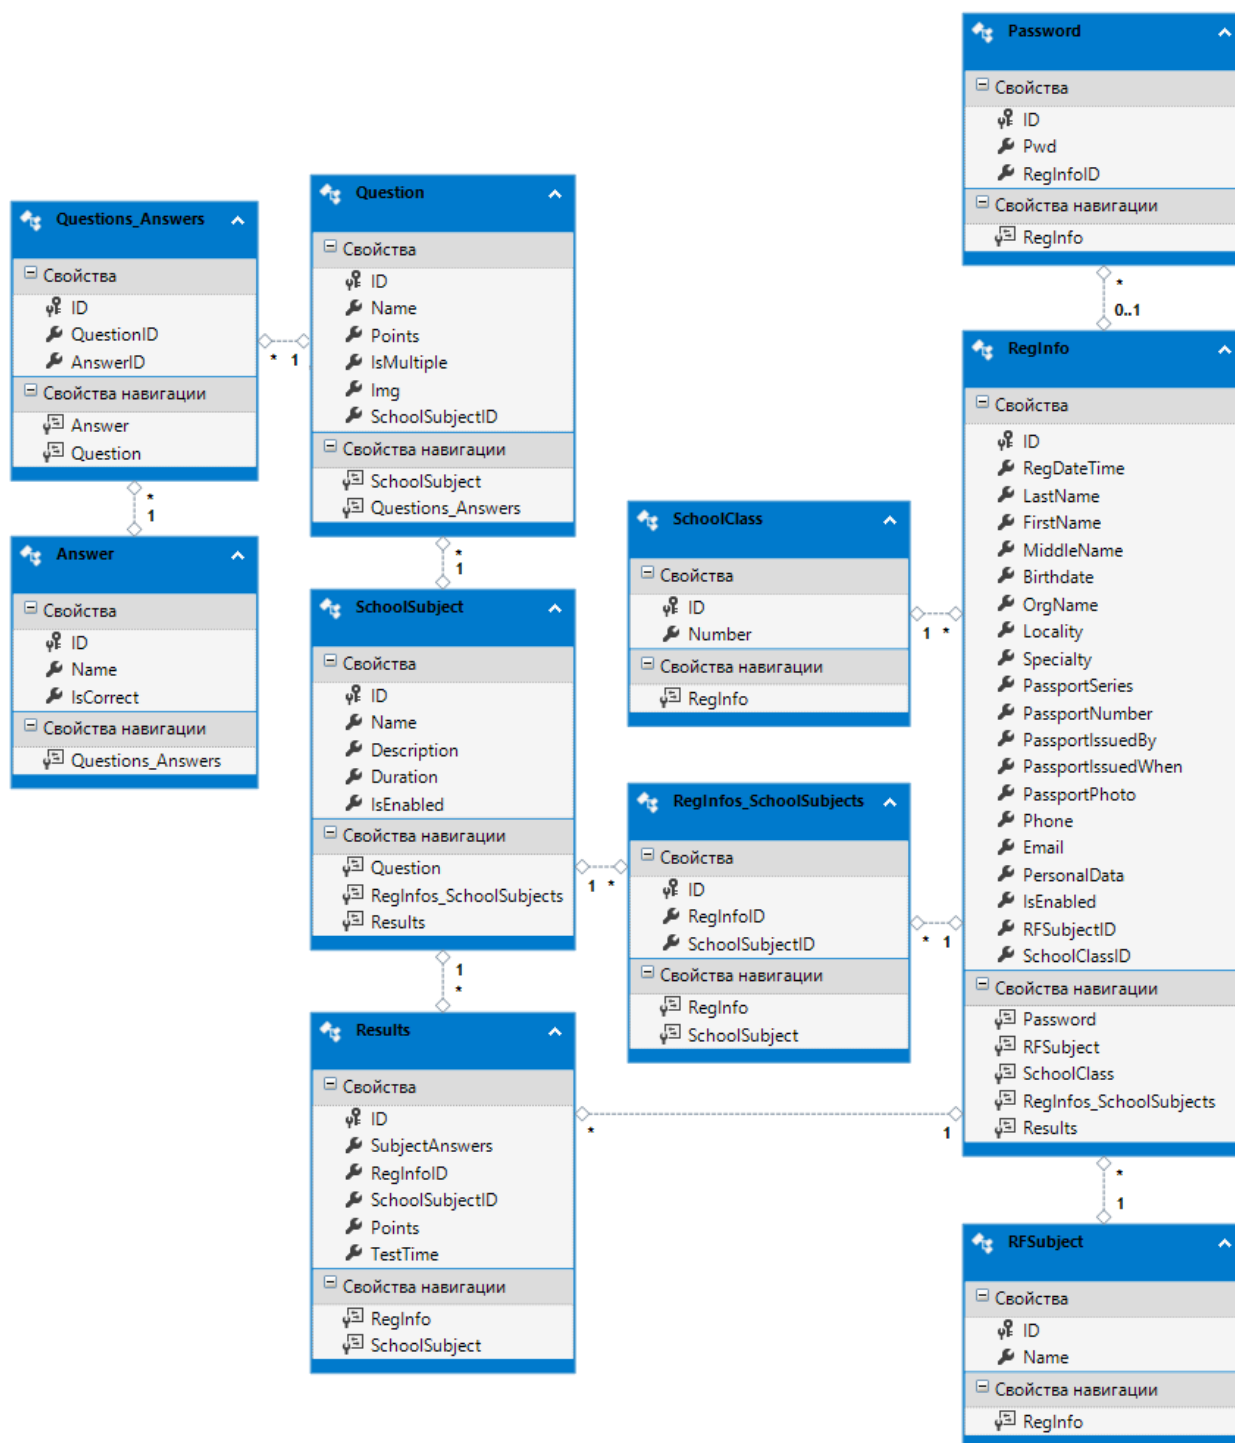 Password
Свойства
ID
Pwd
RegInfoID
Свойства навигации
RegInfo
*
0..1
Questions_Answers
Свойства
ID
QuestionID
AnswerID
Свойства навигации
Answer
Question
* 1
*
1
Question
Свойства
ID
Name
Points
IsMultiple
Img
SchoolSubjectID
Свойства навигации
SchoolSubject
Questions_Answers
*
1
Answer
Свойства
ID
Name
IsCorrect
Свойства навигации
Questions_Answers
SchoolSubject
Свойства
ID
Name
Description
Duration
IsEnabled
Свойства навигации
Question
RegInfos_SchoolSubjects
Results
1 *
1
*
SchoolClass
Свойства
ID
Number
Свойства навигации
RegInfo
1 *
RegInfos_SchoolSubjects
Свойства
ID
RegInfoID
SchoolSubjectID
Свойства навигации
RegInfo
SchoolSubject
* 1
RegInfo
Свойства
ID
RegDateTime
LastName
FirstName
MiddleName
Birthdate
OrgName
Locality
Specialty
PassportSeries
PassportNumber
PassportIssuedBy
PassportIssuedWhen
PassportPhoto
Phone
Email
PersonalData
IsEnabled
RFSubjectID
SchoolClassID
Свойства навигации
Password
RFSubject
SchoolClass
RegInfos_SchoolSubjects
Results
Results
Свойства
ID
SubjectAnswers
RegInfoID
SchoolSubjectID
Points
TestTime
Свойства навигации
RegInfo
SchoolSubject
* 1
*
1
RFSubject
Свойства
ID
Name
Свойства навигации
RegInfo